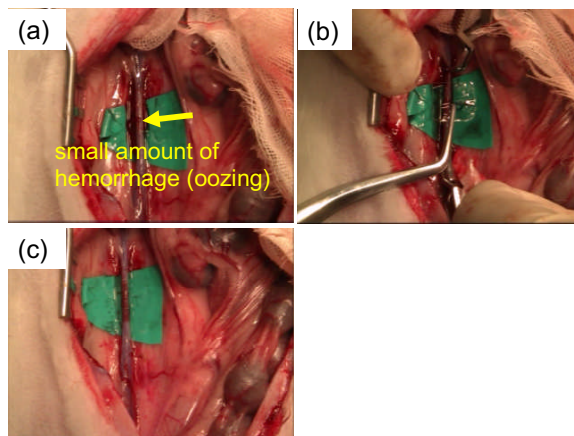 (a)
(b)
small amount of
hemorrhage (oozing)
(c)